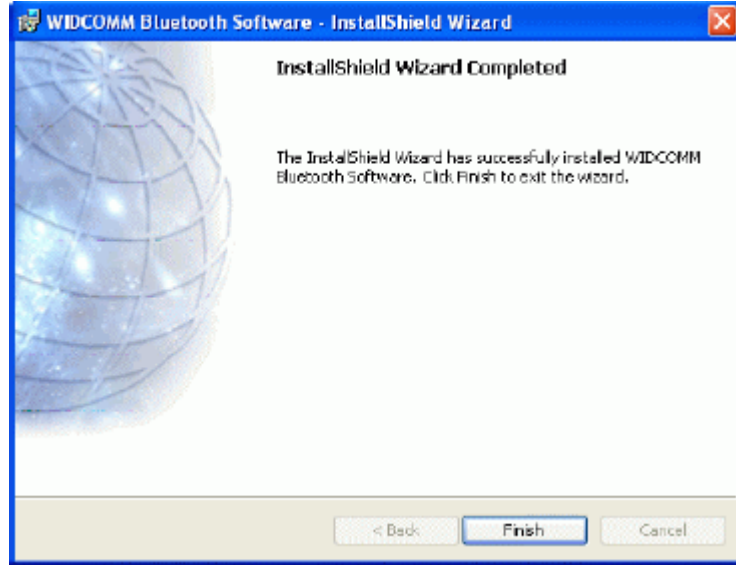 WIDCOMM Bluetooth Software - InstallShield Wizard
InstallShield Wizard Completed
The InstallShield Wizard has successfully installed WIDCOMM
Bluetooth Software. Click Finish to exit the wizard.
< Back
Finish
Cancel